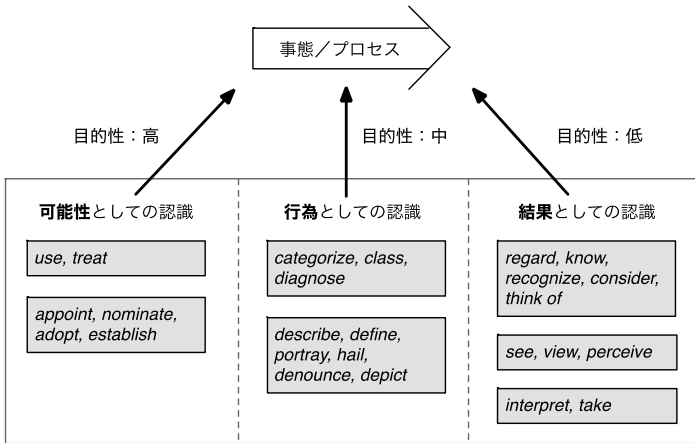 事態／プロセス
目的性：高
目的性：中
目的性：低
可能性としての認識
行為としての認識
結果としての認識
use, treat
appoint, nominate,
adopt, establish
categorize, class,
diagnose
describe, define,
portray, hail,
denounce, depict
regard, know,
recognize, consider,
think of
see, view, perceive
interpret, take